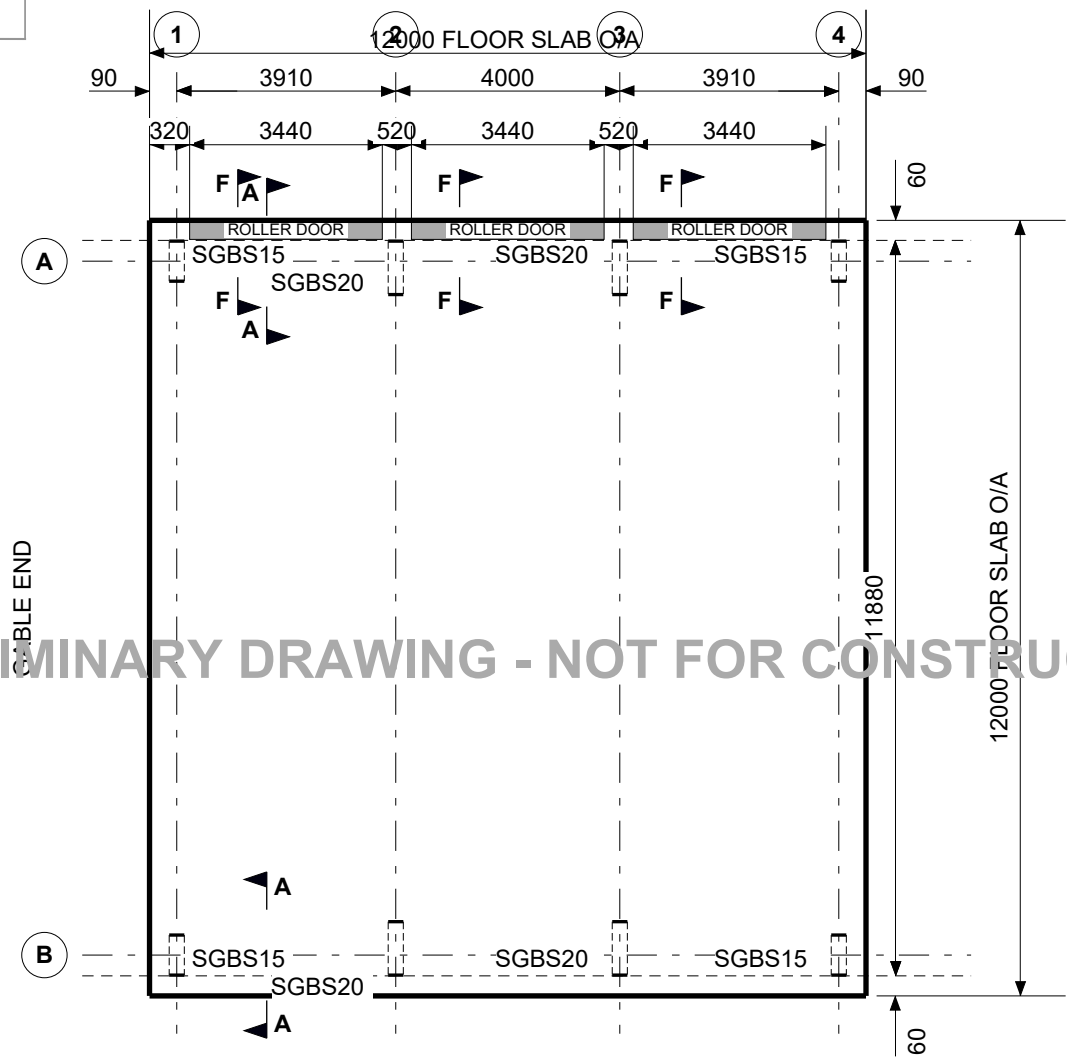 1 2 3 4
12000 FLOOR SLAB O/A
90 3910 4000 3910 90
320 3440 520 3440 520 3440
F A F F 60
ROLLER DOOR ROLLER DOOR ROLLER DOOR
A SGBS15 SGBS20 SGBS15
SGBS20
F F F
A
GABLE END
11880
12000 FLOOR SLAB O/A
MINARY DRAWING - NOT FOR CONSTRU
A
B SGBS15 SGBS20 SGBS15
SGBS20
A
60